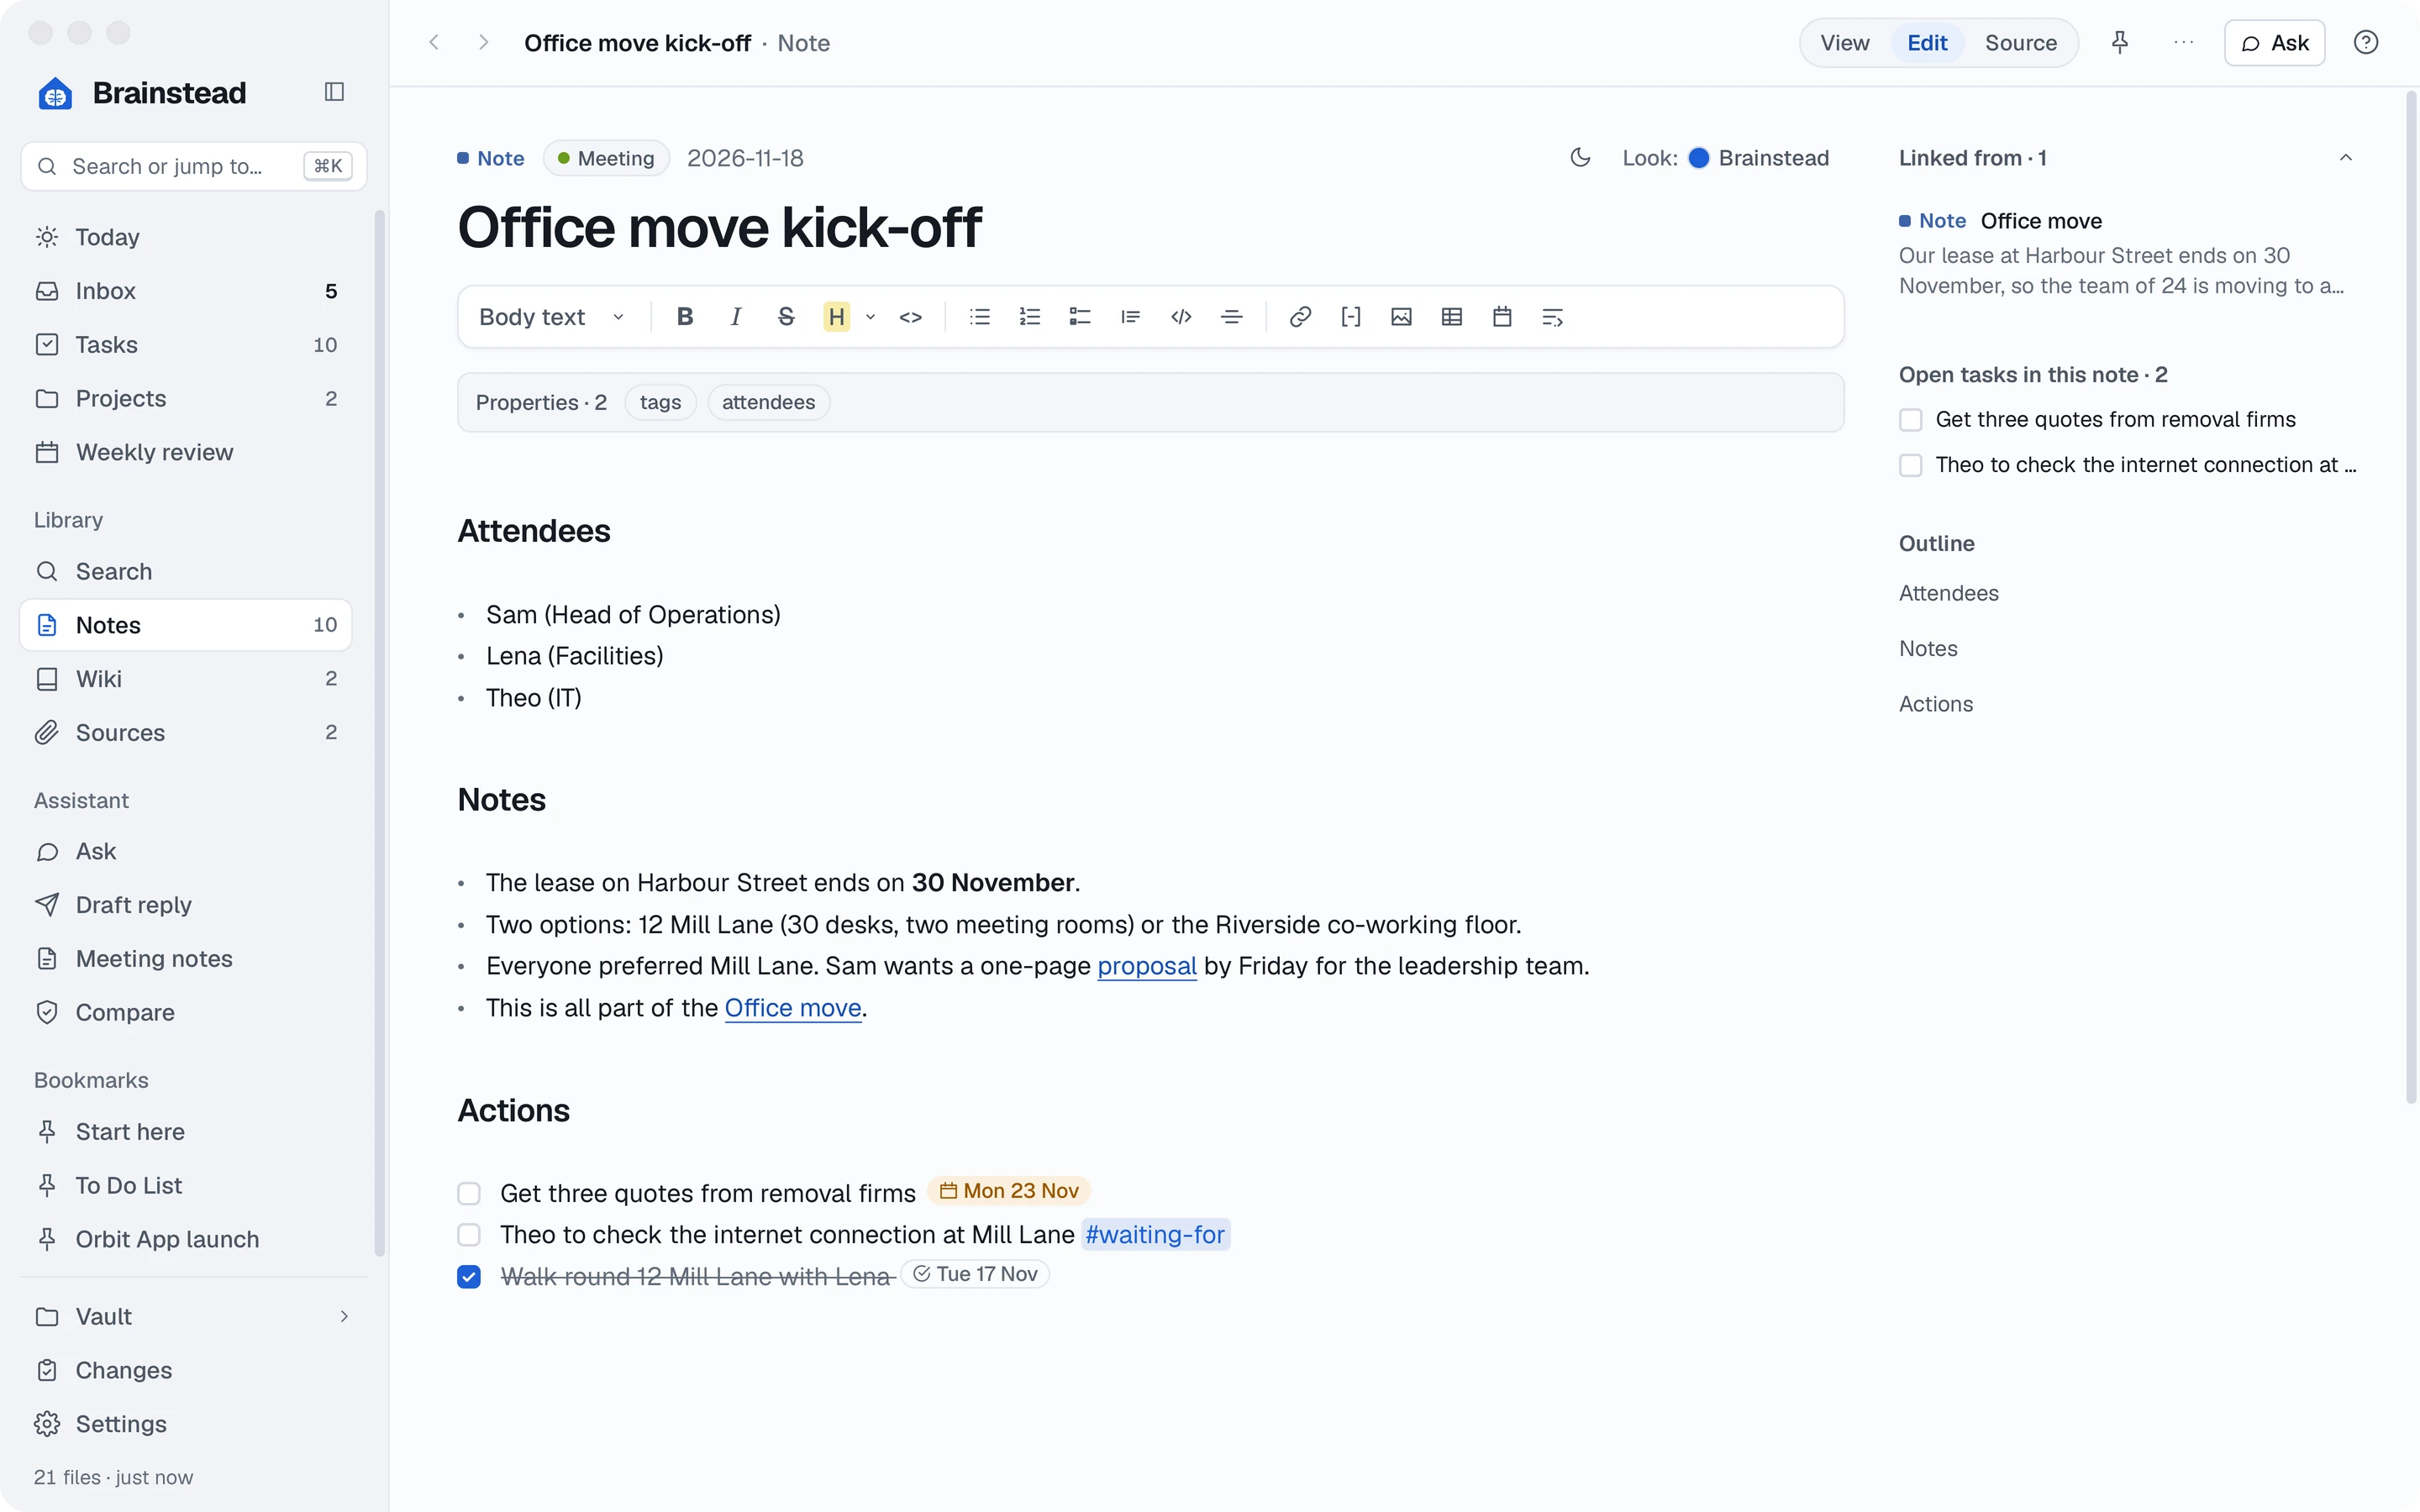 Brainstead
Search or jump to... ⌘K
Today
Inbox 5
Tasks 10
Projects 2
Weekly review
Library
Search
Notes 10
Wiki 2
Sources 2
Assistant
Ask
Draft reply
Meeting notes
Compare
Bookmarks
Start here
To Do List
Orbit App launch
Vault
Changes
Settings
21 files · just now
Office move kick-off · Note
View Edit Source ··· Ask
Note Meeting 2026-11-18
Look: Brainstead
Office move kick-off
Body text B I S H <>
Properties · 2 tags attendees
Attendees
• Sam (Head of Operations)
• Lena (Facilities)
• Theo (IT)
Notes
• The lease on Harbour Street ends on 30 November.
• Two options: 12 Mill Lane (30 desks, two meeting rooms) or the Riverside co-working floor.
• Everyone preferred Mill Lane. Sam wants a one-page proposal by Friday for the leadership team.
• This is all part of the Office move.
Actions
Get three quotes from removal firms Mon 23 Nov
Theo to check the internet connection at Mill Lane #waiting-for
Walk round 12 Mill Lane with Lena Tue 17 Nov
Linked from · 1
Note Office move
Our lease at Harbour Street ends on 30
November, so the team of 24 is moving to a...
Open tasks in this note · 2
Get three quotes from removal firms
Theo to check the internet connection at ...
Outline
Attendees
Notes
Actions